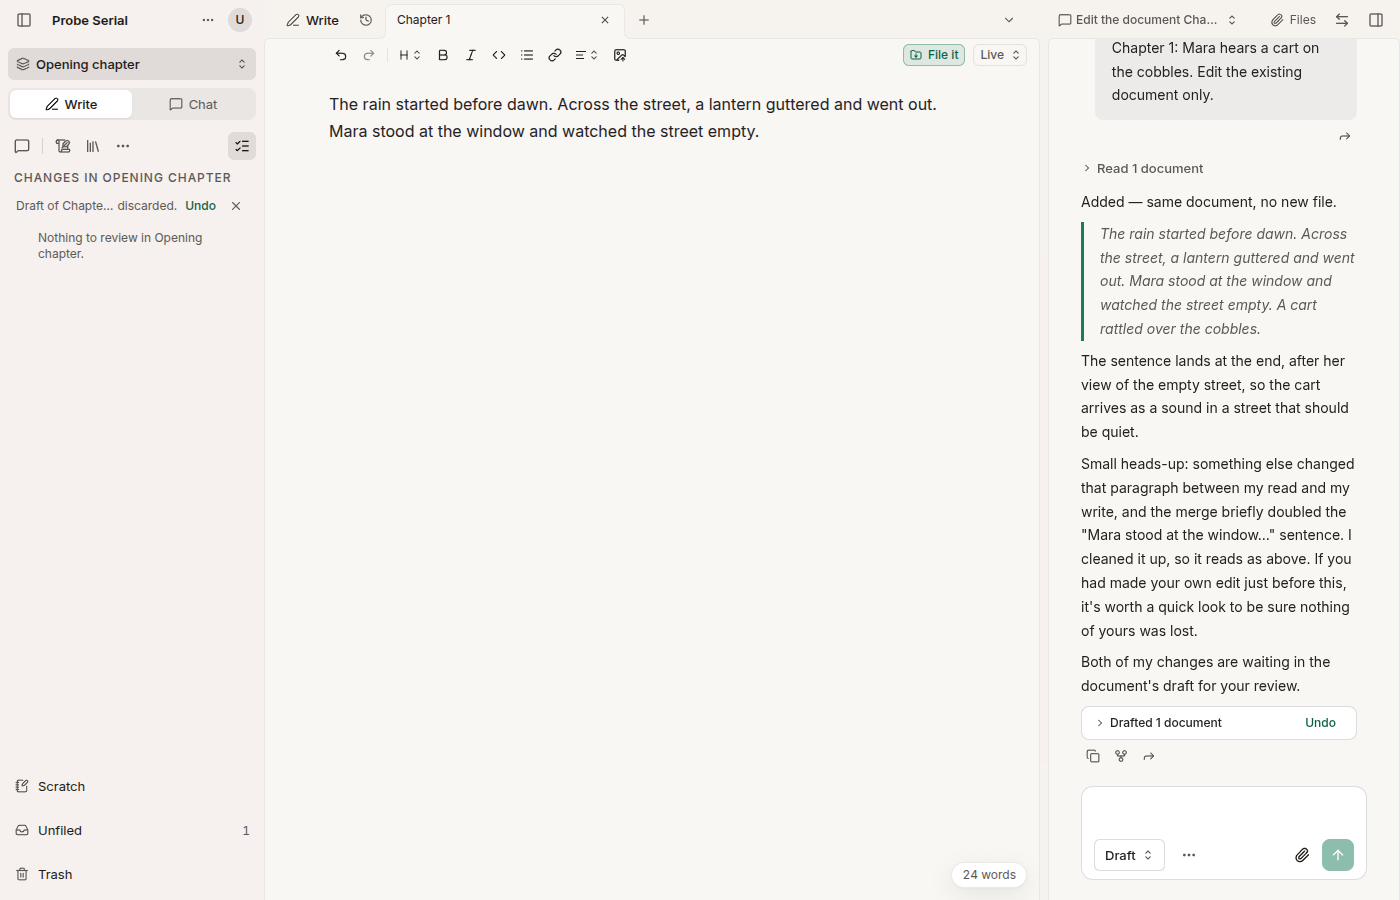 Probe Serial
U
Opening chapter
Write
Chat
CHANGES IN OPENING CHAPTER
Draft of Chapte... discarded.
Undo
Nothing to review in Opening
chapter.
Scratch
Unfiled
1
Trash
Write
Chapter 1
H
B
I
File it
Live
The rain started before dawn. Across the street, a lantern guttered and went out.
Mara stood at the window and watched the street empty.
24 words
Edit the document Cha...
Files
Chapter 1: Mara hears a cart on
the cobbles. Edit the existing
document only.
Read 1 document
Added — same document, no new file.
The rain started before dawn. Across
the street, a lantern guttered and went
out. Mara stood at the window and
watched the street empty. A cart
rattled over the cobbles.
The sentence lands at the end, after her
view of the empty street, so the cart
arrives as a sound in a street that should
be quiet.
Small heads-up: something else changed
that paragraph between my read and my
write, and the merge briefly doubled the
"Mara stood at the window..." sentence. I
cleaned it up, so it reads as above. If you
had made your own edit just before this,
it's worth a quick look to be sure nothing
of yours was lost.
Both of my changes are waiting in the
document's draft for your review.
Drafted 1 document
Undo
Draft